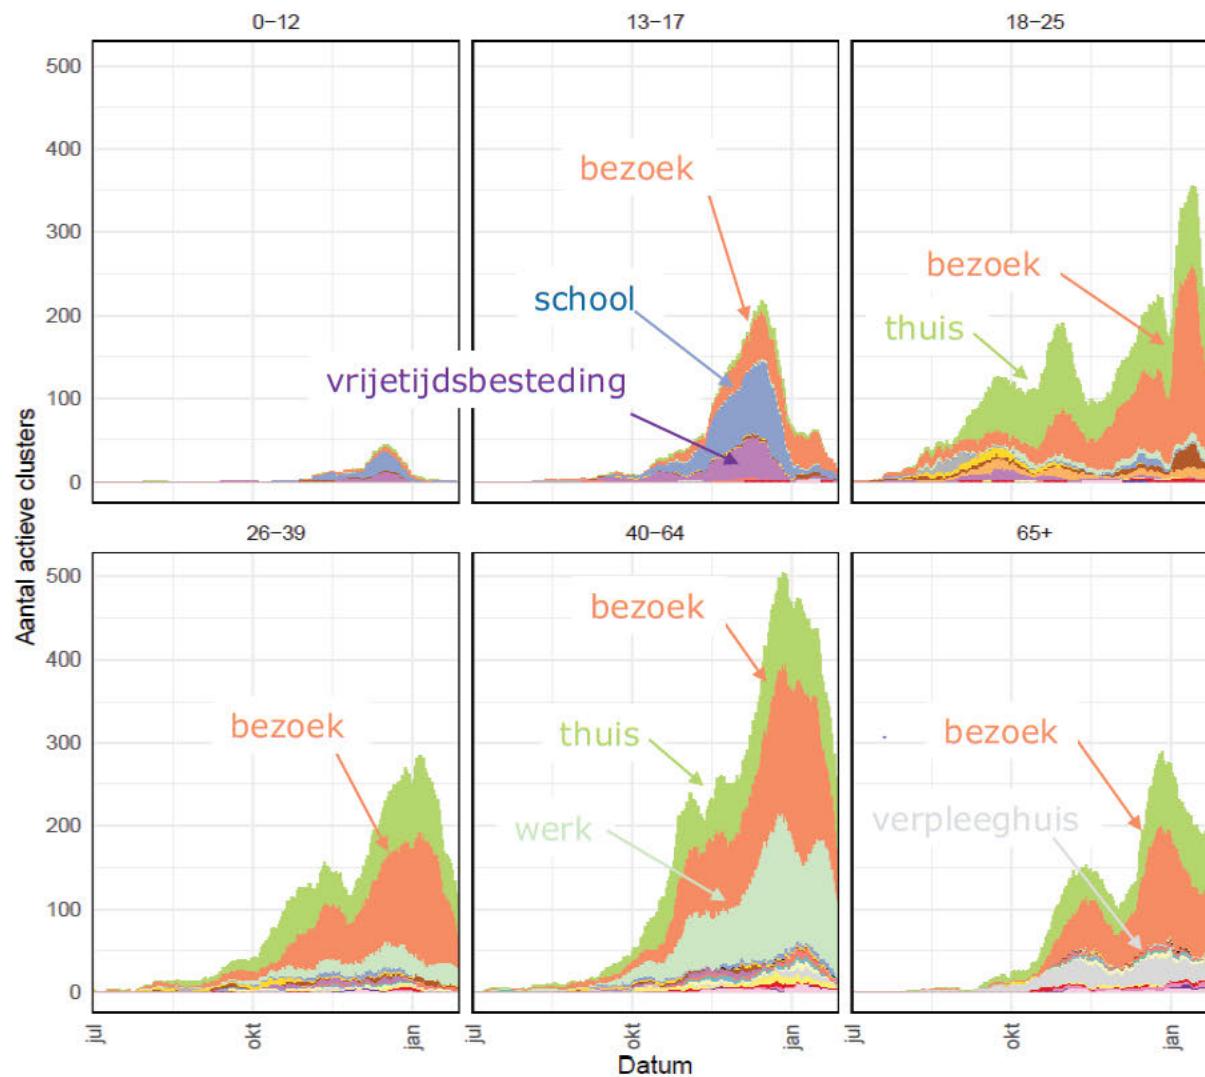 0−12
13−17
18−25
500
400
300
200
100
0
bezoek
school
vrijetijdsbesteding
bezoek
thuis
Aantal actieve clusters
26−39
40−64
65+
500
400
300
200
100
0
bezoek
bezoek
thuis
werk
bezoek
verpleeghuis
jul
okt
jan
jul
okt
jan
jul
okt
jan
Datum